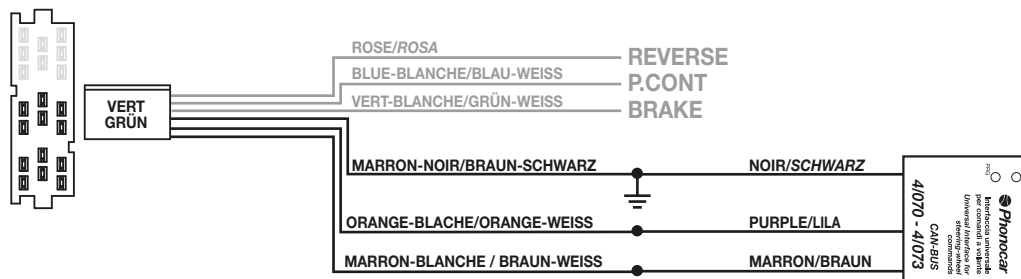 ROSE/ROSA
REVERSE
BLUE-BLANCHE/BLAU-WEISS
P.CONT
VERT-BLANCHE/GRÜN-WEISS
BRAKE
VERT
GRÜN
MARRON-NOIR/BRAUN-SCHWARZ
NOIR/SCHWARZ
ORANGE-BLACHE/ORANGE-WEISS
PURPLE/LILA
MARRON-BLANCHE / BRAUN-WEISS
MARRON/BRAUN
PRG
Phonocar
Interfaccia universale
per comandi a volante
Universal Interface for
steering-wheel
commands
CAN-BUS
4/070 - 4/073